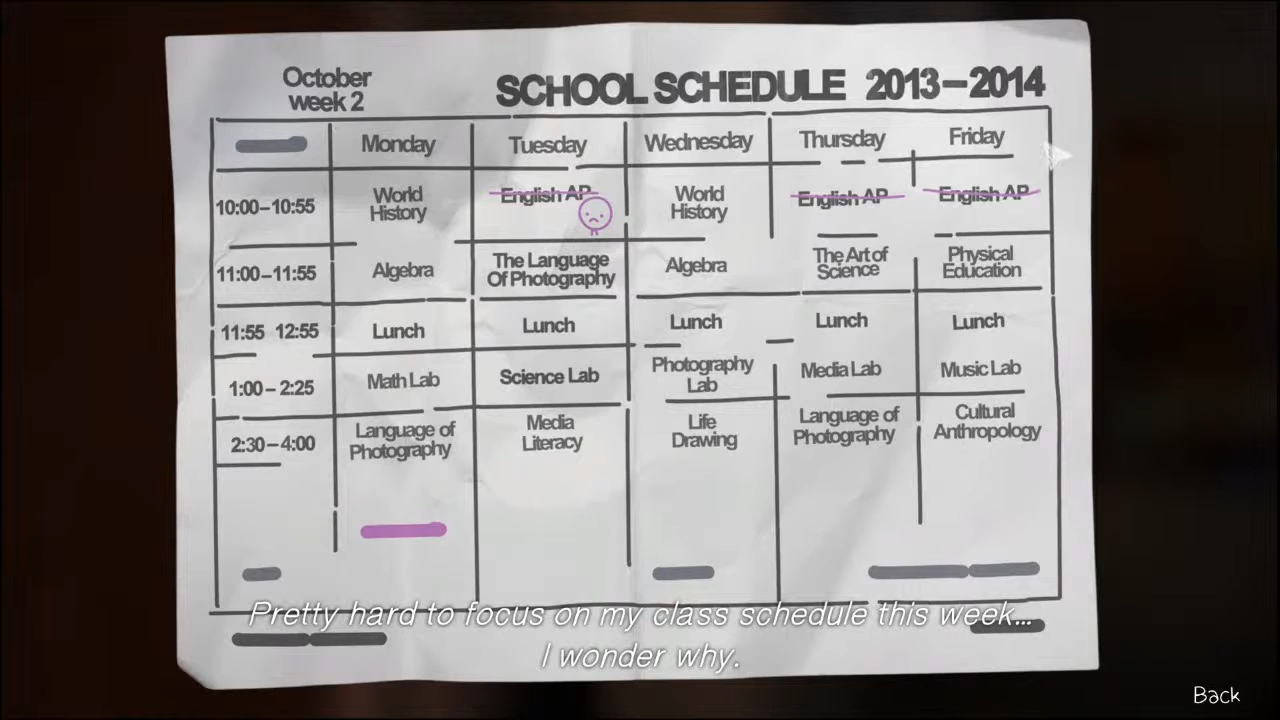 October
week 2
SCHOOL SCHEDULE 2013-2014
Monday Tuesday Wednesday Thursday Friday
10:00-10:55 World History English AP World History English AP English AP
11:00-11:55 Algebra The Language Of Photography Algebra The Art of Science Physical Education
11:55 12:55 Lunch Lunch Lunch Lunch Lunch
1:00-2:25 Math Lab Science Lab Photography Lab Media Lab Music Lab
2:30-4:00 Language of Photography Media Literacy Life Drawing Language of Photography Cultural Anthropology
Pretty hard to focus on my class schedule this week...
I wonder why.
Back